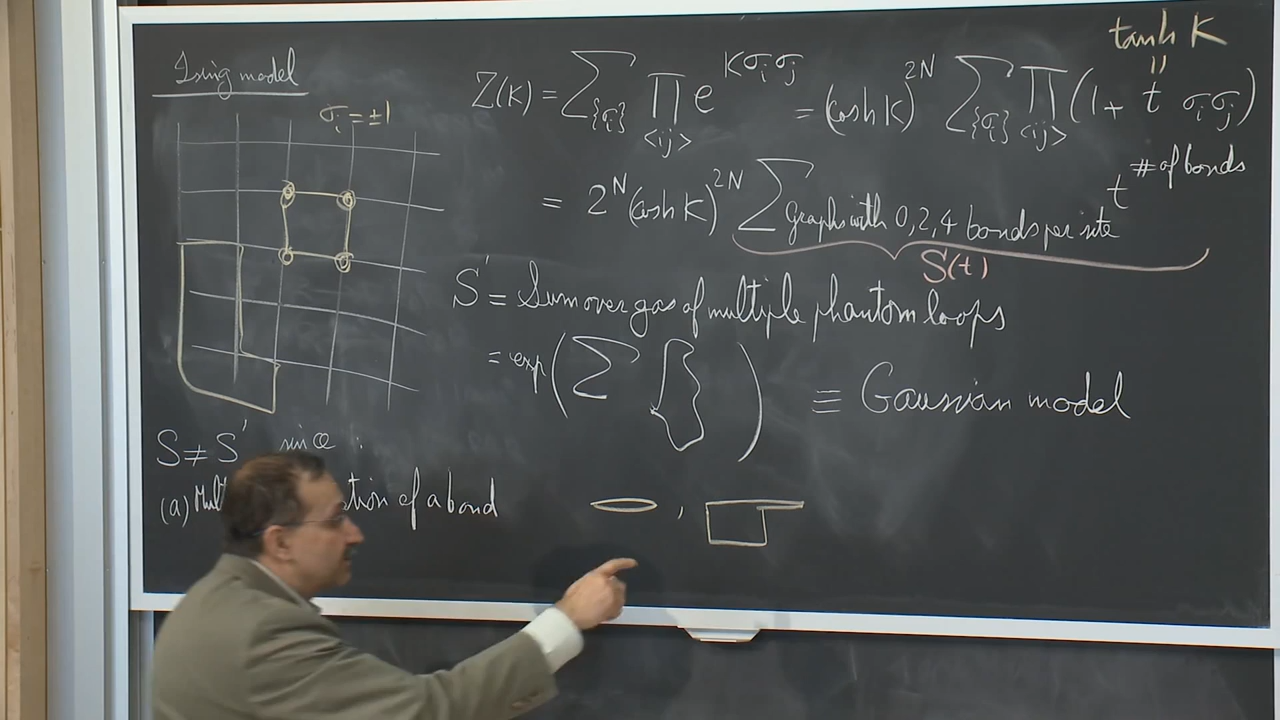 Ising model
σᵢ = ±1
tanh K
Z(K) = ∑_{σᵢ} ∏_<ij> e^{Kσᵢσⱼ} = (cosh K)^{2N} ∑_{σᵢ} ∏_<ij> (1 + t σᵢσⱼ)
= 2^N (cosh K)^{2N} ∑ graphs with 0, 2, 4 bonds per site t^{# of bonds}
S(t)
S' = Sum over gas of multiple phantom loops
= exp(∑ ) ≡ Gaussian model
S ≠ S' since :
(a) of a bond ,